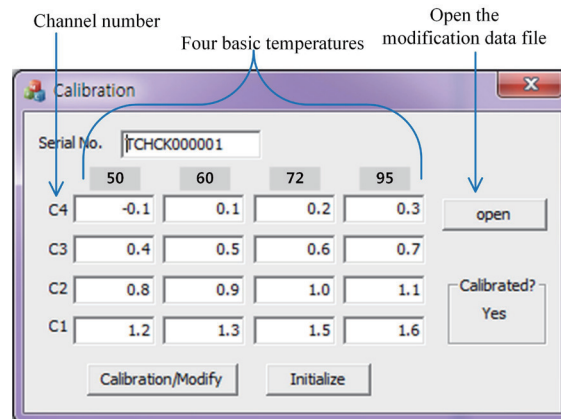 Channel number
Four basic temperatures
Open the
modification data file
Calibration
Serial No. TCHCK000001
50 60 72 95
C4 -0.1 0.1 0.2 0.3 open
C3 0.4 0.5 0.6 0.7
C2 0.8 0.9 1.0 1.1 Calibrated?
Yes
C1 1.2 1.3 1.5 1.6
Calibration/Modify Initialize